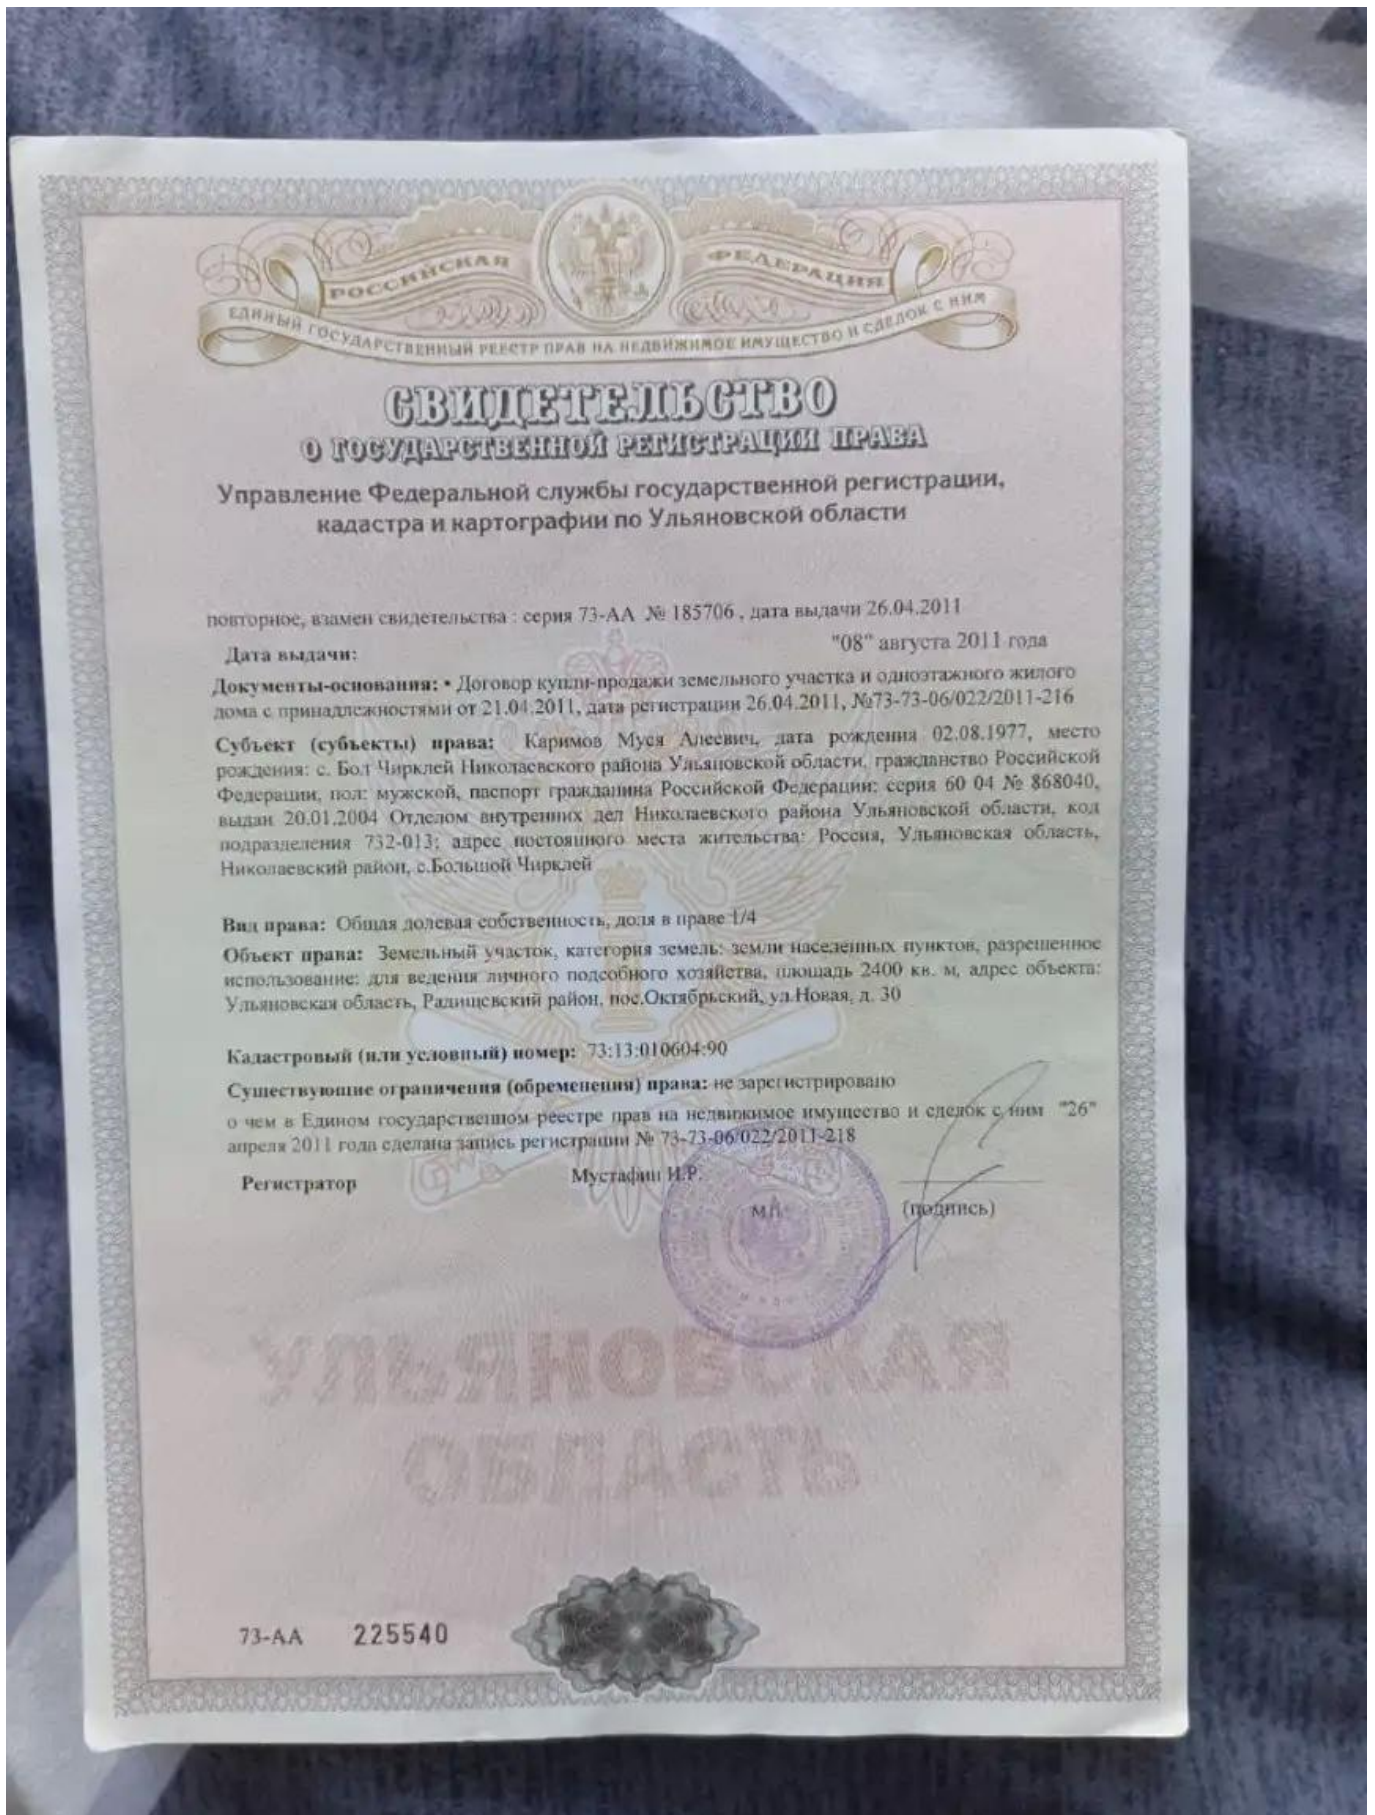 РОССИЙСКАЯ ФЕДЕРАЦИЯ
ЕДИНЫЙ ГОСУДАРСТВЕННЫЙ РЕЕСТР ПРАВ НА НЕДВИЖИМОЕ ИМУЩЕСТВО И СДЕЛОК С НИМ
СВИДЕТЕЛЬСТВО
О ГОСУДАРСТВЕННОЙ РЕГИСТРАЦИИ ПРАВА
Управление Федеральной службы государственной регистрации,
кадастра и картографии по Ульяновской области
повторное, взамен свидетельства : серия 73-АА № 185706 , дата выдачи 26.04.2011
Дата выдачи: "08" августа 2011 года
Документы-основания: • Договор купли-продажи земельного участка и одноэтажного жилого
дома с принадлежностями от 21.04.2011, дата регистрации 26.04.2011, №73-73-06/022/2011-216
Субъект (субъекты) права: Каримов Муся Алеевич, дата рождения 02.08.1977, место
рождения: с. Бол Чирклей Николаевского района Ульяновской области, гражданство Российской
Федерации, пол: мужской, паспорт гражданина Российской Федерации: серия 60 04 № 868040,
выдан 20.01.2004 Отделом внутренних дел Николаевского района Ульяновской области, код
подразделения 732-013; адрес постоянного места жительства: Россия, Ульяновская область,
Николаевский район, с.Большой Чирклей
Вид права: Общая долевая собственность, доля в праве 1/4
Объект права: Земельный участок, категория земель: земли населенных пунктов, разрешенное
использование: для ведения личного подсобного хозяйства, площадь 2400 кв. м, адрес объекта:
Ульяновская область, Радищевский район, пос.Октябрьский, ул.Новая, д. 30
Кадастровый (или условный) номер: 73:13:010604:90
Существующие ограничения (обременения) права: не зарегистрировано
о чем в Едином государственном реестре прав на недвижимое имущество и сделок с ним "26"
апреля 2011 года сделана запись регистрации № 73-73-06/022/2011-218
Регистратор Мустафин И.Р.
М.П. (подпись)
УЛЬЯНОВСКАЯ
ОБЛАСТЬ
73-АА 225540